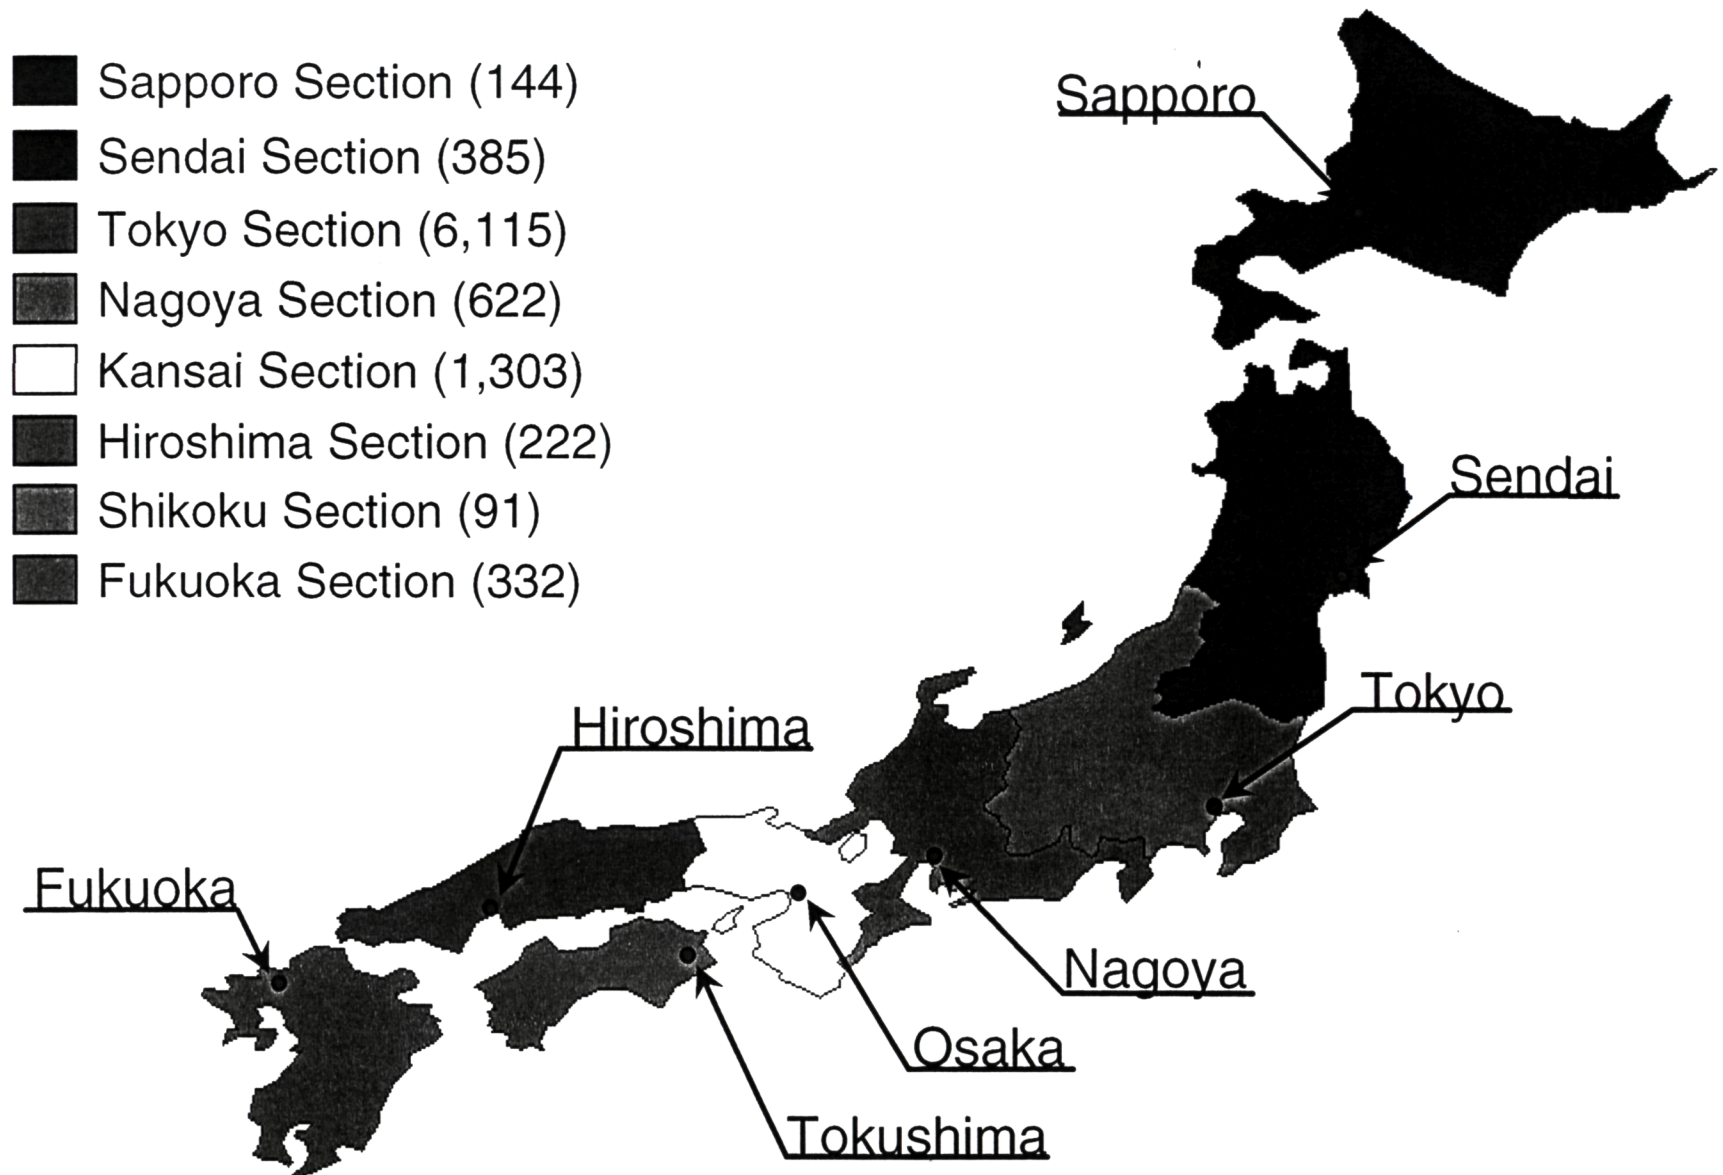 Sapporo Section (144)
Sendai Section (385)
Tokyo Section (6,115)
Nagoya Section (622)
Kansai Section (1,303)
Hiroshima Section (222)
Shikoku Section (91)
Fukuoka Section (332)
Sapporo
Sendai
Tokyo
Hiroshima
Fukuoka
Nagoya
Osaka
Tokushima